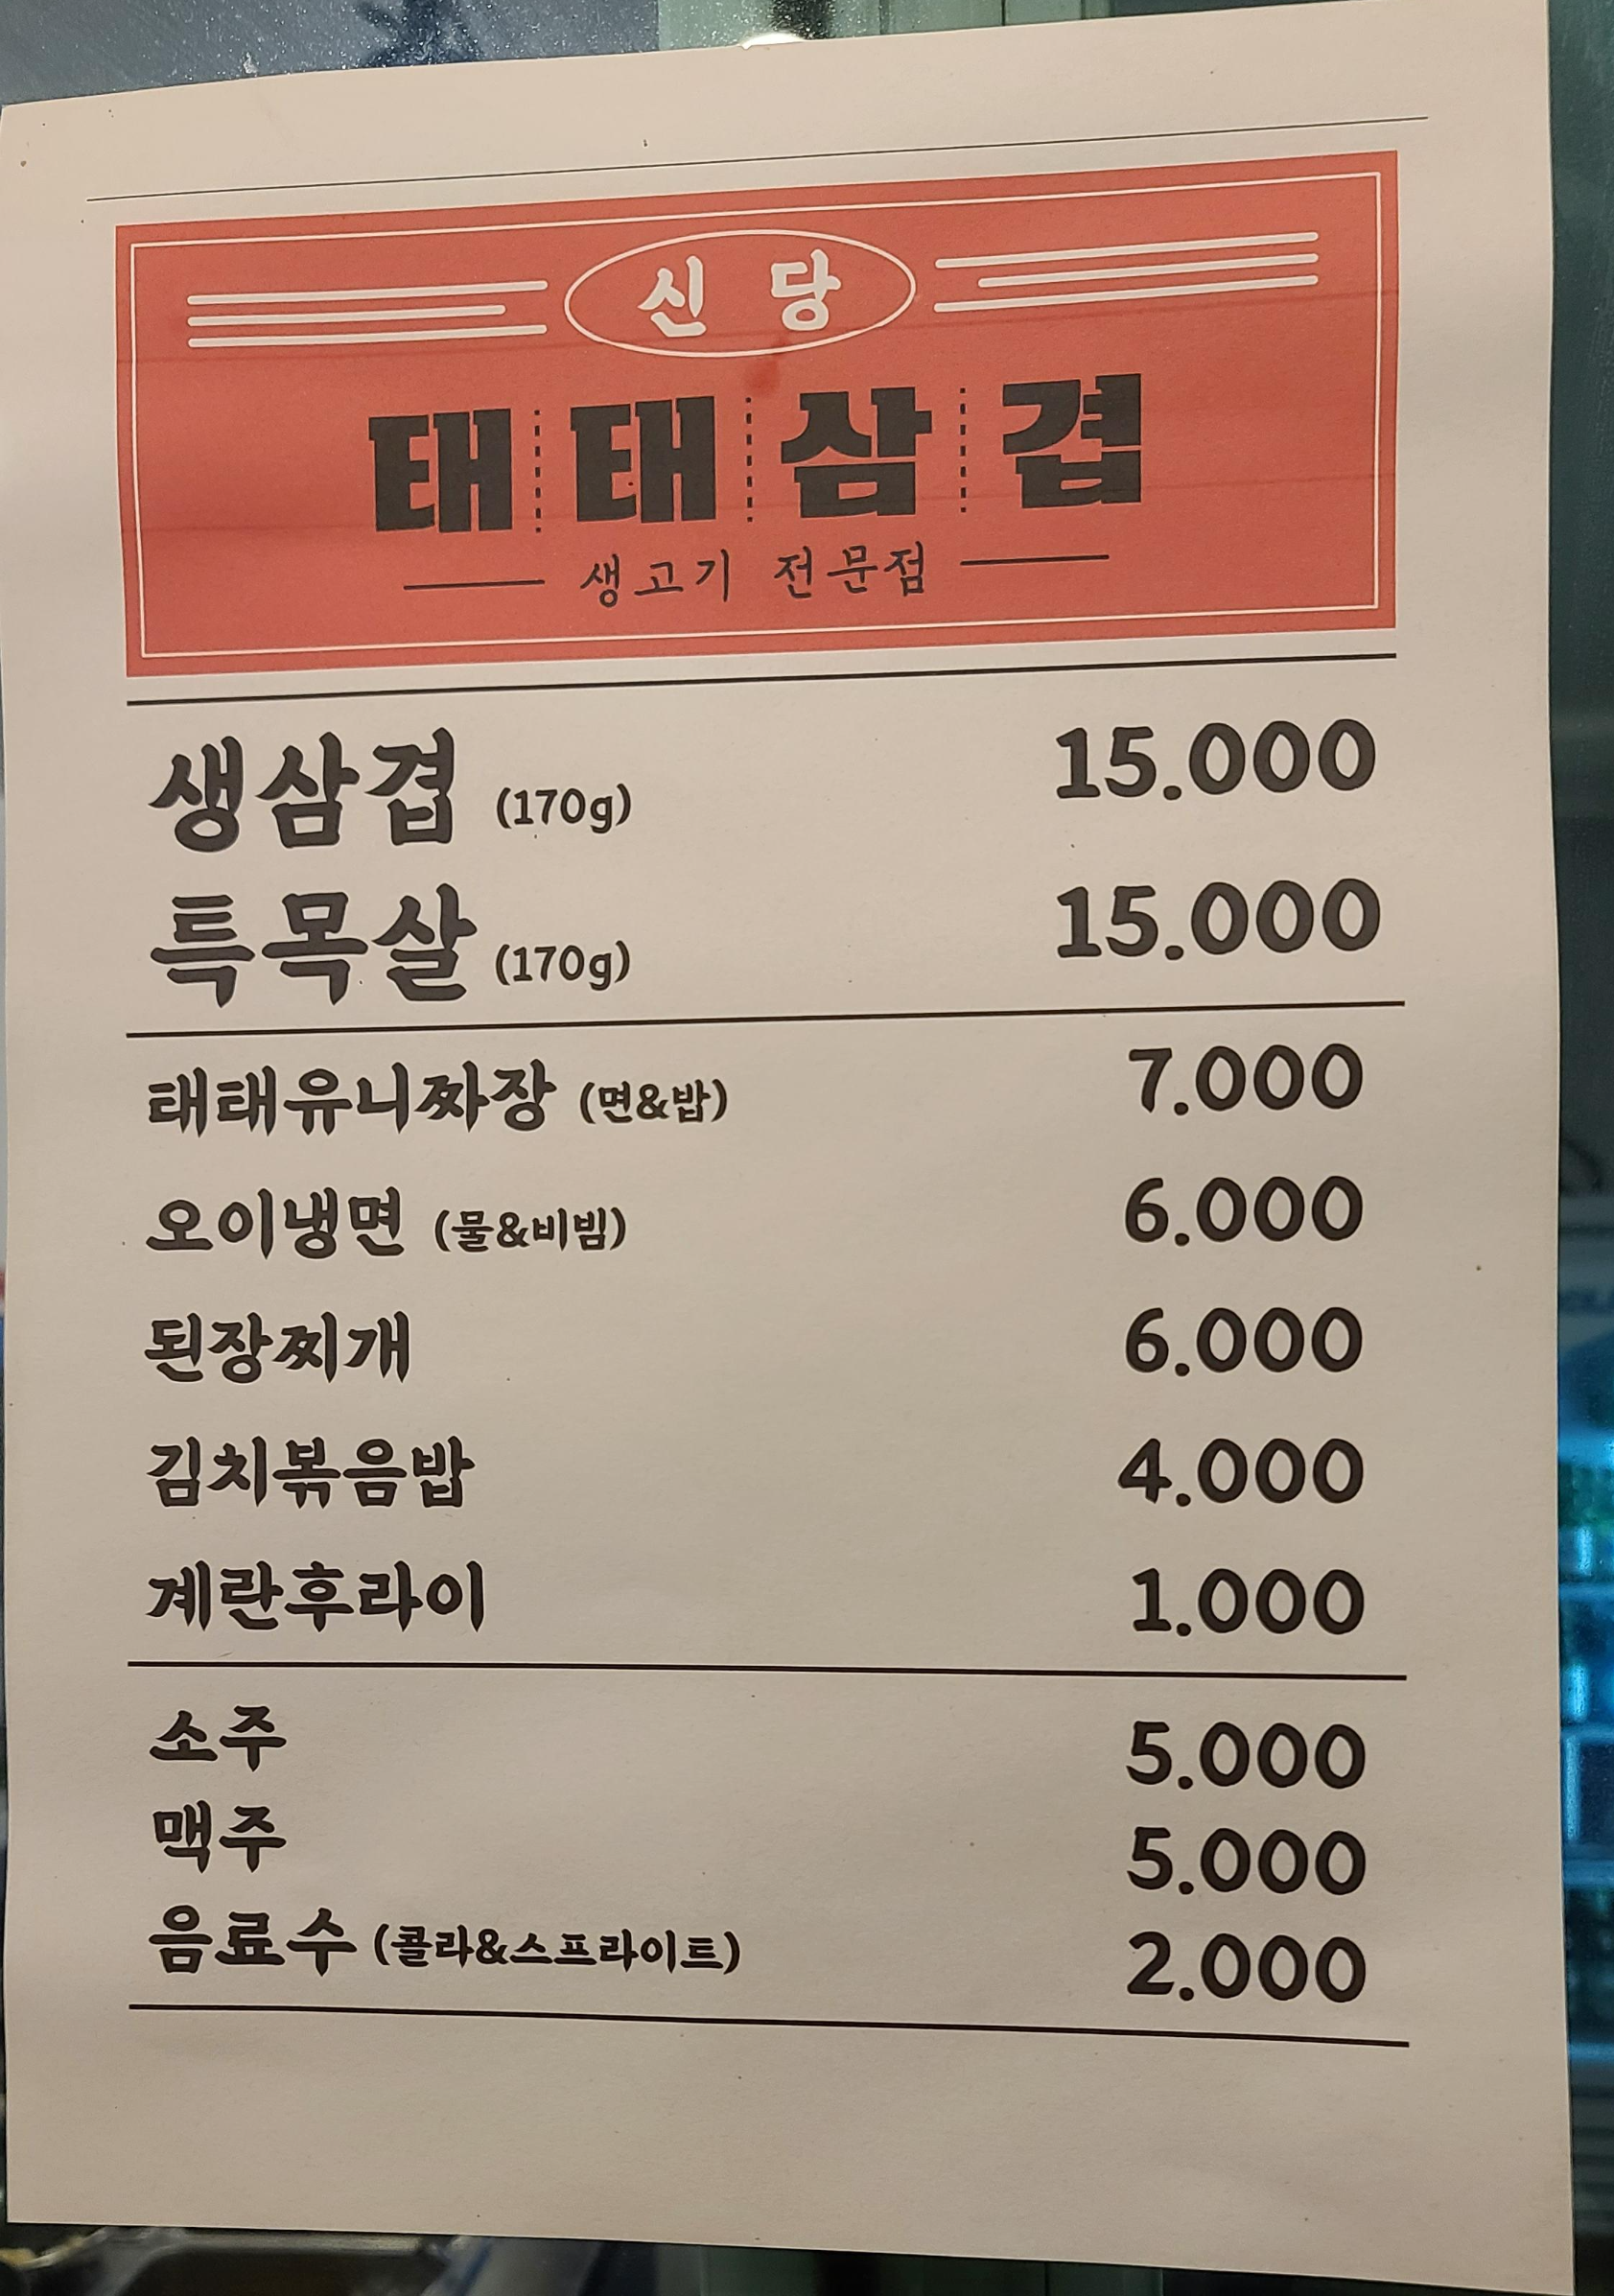 신당
태태삼겹
생고기 전문점
생삼겹 (170g) 15.000
특목살 (170g) 15.000
태태유니짜장 (면&밥) 7.000
오이냉면 (물&비빔) 6.000
된장찌개 6.000
김치볶음밥 4.000
계란후라이 1.000
소주 5.000
맥주 5.000
음료수 (콜라&스프라이트) 2.000